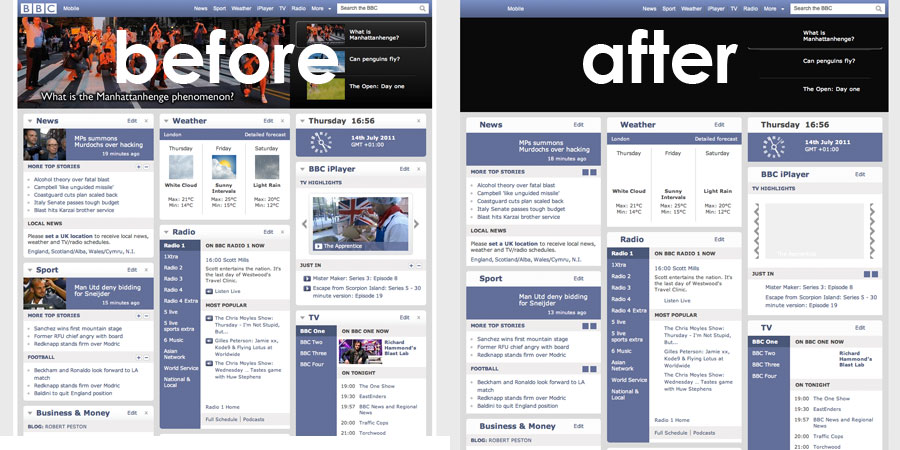 BBC Mobile News Sport Weather iPlayer TV Radio More Search the BBC
before
What is
Manhattanhenge?
Can penguins fly?
The Open: Day one
What is the Manhattanhenge phenomenon?
News Edit
MPs summons
Murdochs over hacking
19 minutes ago
MORE TOP STORIES
Alcohol theory over fatal blast
Campbell 'like unguided missile'
Coastguard cuts plan scaled back
Italy Senate passes tough budget
Blast hits Karzai brother service
LOCAL NEWS
Please set a UK location to receive local news,
weather and TV/radio schedules.
England, Scotland/Alba, Wales/Cymru, N.I.
Sport Edit
Man Utd deny bidding
for Sneijder
15 minutes ago
MORE TOP STORIES
Sanchez wins first mountain stage
Former RFU chief angry with board
Redknapp stands firm over Modric
FOOTBALL
Beckham and Ronaldo look forward to LA
match
Redknapp stands firm over Modric
Baldini to quit England position
Business & Money Edit
BLOG: ROBERT PESTON
Weather Edit
London Detailed forecast
Thursday Friday Saturday
White Cloud Sunny Intervals Light Rain
Max: 21°C Max: 25°C Max: 20°C
Min: 14°C Min: 15°C Min: 12°C
Radio Edit
Radio 1
1Xtra
Radio 2
Radio 3
Radio 4
Radio 4 Extra
5 live
5 live
sports extra
6 Music
Asian
Network
World Service
National &
Local
ON BBC RADIO 1 NOW
16:00 Scott Mills
Scott entertains the nation. It's
the last day of Westwood's
Travel Clinic.
Listen Live
MOST POPULAR
The Chris Moyles Show:
Thursday - I'm Not Stupid,
But...
Gilles Peterson: Jamie xx,
Kode9 & Flying Lotus at
Worldwide
The Chris Moyles Show:
Wednesday .. Tastes game
with Huw Stephens
Radio 1 Home
Full Schedule | Podcasts
Thursday 16:56
14th July 2011
GMT +01:00
BBC iPlayer Edit
TV HIGHLIGHTS
The Apprentice
JUST IN
Mister Maker: Series 3: Episode 8
Escape from Scorpion Island: Series 5 - 30
minute version: Episode 19
TV Edit
BBC One
BBC Two
BBC Three
BBC Four
ON BBC ONE NOW
Richard
Hammond's
Blast Lab
ON TONIGHT
19:00 The One Show
19:30 EastEnders
19:57 BBC News and Regional
News
20:00 Traffic Cops
21:00 Torchwood
Mobile News Sport Weather iPlayer TV Radio More Search the BBC
after
What is
Manhattanhenge?
Can penguins fly?
The Open: Day one
News Edit
MPs summons
Murdochs over hacking
18 minutes ago
MORE TOP STORIES
Alcohol theory over fatal blast
Campbell 'like unguided missile'
Coastguard cuts plan scaled back
Italy Senate passes tough budget
Blast hits Karzai brother service
LOCAL NEWS
Please set a UK location to receive local news,
weather and TV/radio schedules.
England, Scotland/Alba, Wales/Cymru, N.I.
Sport Edit
Man Utd deny bidding
for Sneijder
13 minutes ago
MORE TOP STORIES
Sanchez wins first mountain stage
Former RFU chief angry with board
Redknapp stands firm over Modric
FOOTBALL
Beckham and Ronaldo look forward to LA
match
Redknapp stands firm over Modric
Baldini to quit England position
Business & Money Edit
BLOG: ROBERT PESTON
Weather Edit
London Detailed forecast
Thursday Friday Saturday
White Cloud Sunny Intervals Light Rain
Max: 21°C Max: 25°C Max: 20°C
Min: 14°C Min: 15°C Min: 12°C
Radio Edit
Radio 1
1Xtra
Radio 2
Radio 3
Radio 4
Radio 4 Extra
5 live
5 live
sports extra
6 Music
Asian
Network
World Service
National &
Local
ON BBC RADIO 1 NOW
16:00 Scott Mills
Scott entertains the nation. It's
the last day of Westwood's
Travel Clinic.
Listen Live
MOST POPULAR
The Chris Moyles Show:
Thursday - I'm Not Stupid,
But...
Gilles Peterson: Jamie xx,
Kode9 & Flying Lotus at
Worldwide
The Chris Moyles Show:
Wednesday .. Tastes game
with Huw Stephens
Radio 1 Home
Full Schedule | Podcasts
Thursday 16:56
14th July 2011
GMT +01:00
BBC iPlayer Edit
TV HIGHLIGHTS
The Apprentice
JUST IN
Mister Maker: Series 3: Episode 8
Escape from Scorpion Island: Series 5 - 30
minute version: Episode 19
TV Edit
BBC One
BBC Two
BBC Three
BBC Four
ON BBC ONE NOW
Richard
Hammond's
Blast Lab
ON TONIGHT
19:00 The One Show
19:30 EastEnders
19:57 BBC News and Regional
News
20:00 Traffic Cops
21:00 Torchwood